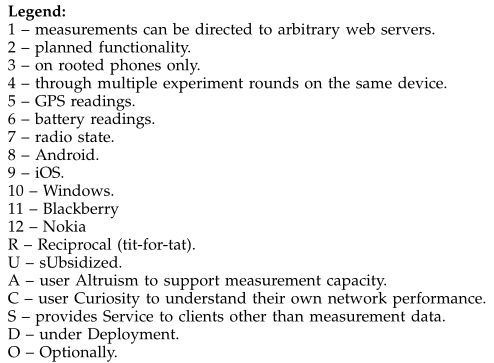 Legend:
1 – measurements can be directed to arbitrary web servers.
2 – planned functionality.
3 – on rooted phones only.
4 – through multiple experiment rounds on the same device.
5 – GPS readings.
6 – battery readings.
7 – radio state.
8 – Android.
9 – iOS.
10 – Windows.
11 – Blackberry
12 – Nokia
R – Reciprocal (tit-for-tat).
U – sUbsidized.
A – user Altruism to support measurement capacity.
C – user Curiosity to understand their own network performance.
S – provides Service to clients other than measurement data.
D – under Deployment.
O – Optionally.